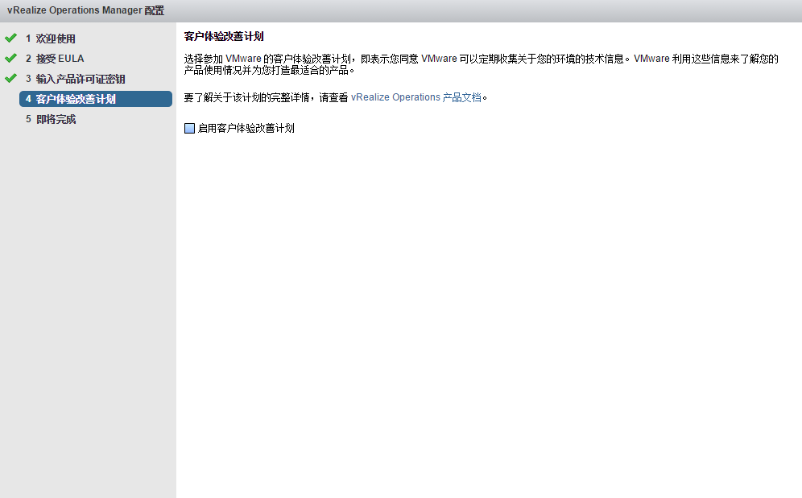 vRealize Operations Manager 配置
1 欢迎使用
2 接受 EULA
3 输入产品许可证密钥
4 客户体验改善计划
5 即将完成
客户体验改善计划
选择参加 VMware 的客户体验改善计划，即表示您同意 VMware 可以定期收集关于您的环境的技术信息。VMware 利用这些信息来了解您的
产品使用情况并为您打造最适合的产品。
要了解关于该计划的完整详情，请查看 vRealize Operations 产品文档。
启用客户体验改善计划